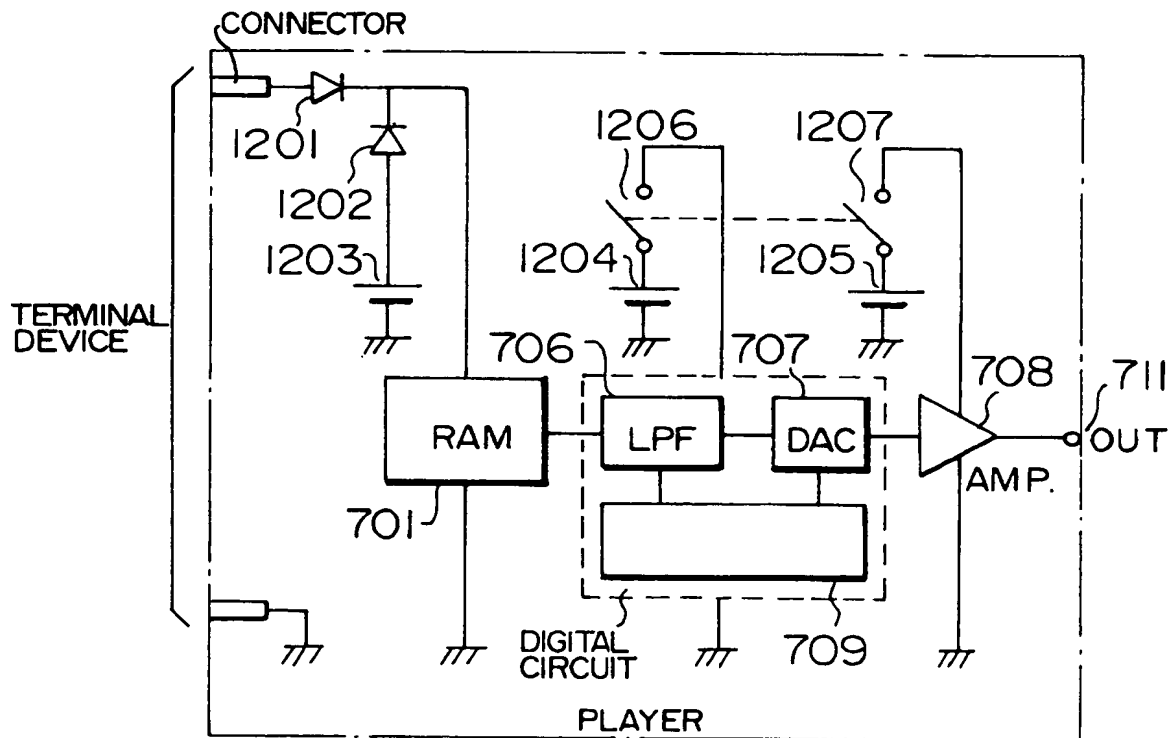 CONNECTOR
1201
1202
1203
1206
1207
1204
1205
TERMINAL
DEVICE
706
707
708
711
RAM
LPF
DAC
OUT
AMP.
701
DIGITAL
CIRCUIT
709
PLAYER